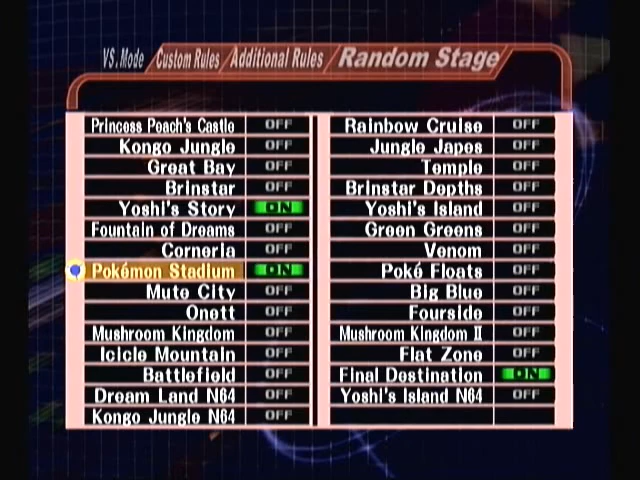 VS. Mode Custom Rules Additional Rules Random Stage
Princess Peach's Castle OFF Rainbow Cruise OFF
Kongo Jungle OFF Jungle Japes OFF
Great Bay OFF Temple OFF
Brinstar OFF Brinstar Depths OFF
Yoshi's Story ON Yoshi's Island OFF
Fountain of Dreams OFF Green Greens OFF
Corneria OFF Venom OFF
Pokémon Stadium ON Poké Floats OFF
Mute City OFF Big Blue OFF
Onett OFF Fourside OFF
Mushroom Kingdom OFF Mushroom Kingdom II OFF
Icicle Mountain OFF Flat Zone OFF
Battlefield OFF Final Destination ON
Dream Land N64 OFF Yoshi's Island N64 OFF
Kongo Jungle N64 OFF